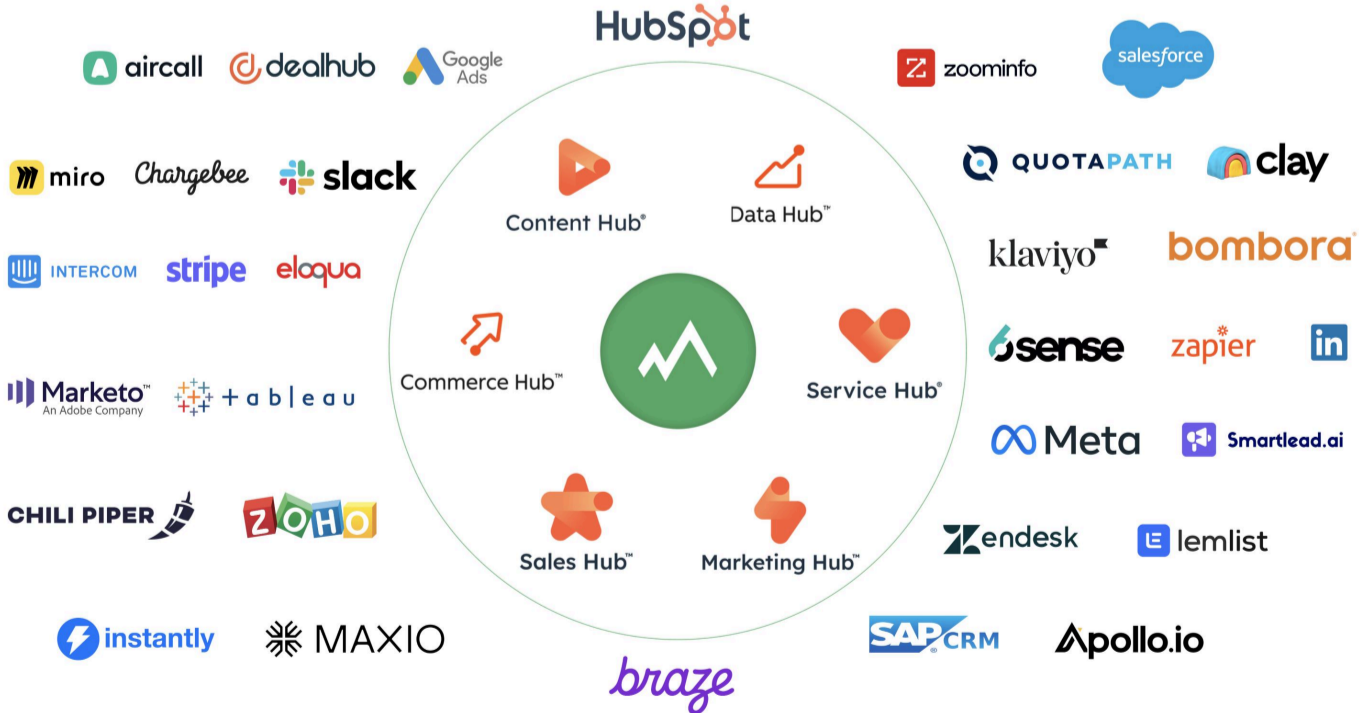 HubSpot
aircall
dealhub
Google
Ads
zoominfo
salesforce
miro
Chargebee
slack
QUOTAPATH
clay
Content Hub®
Data Hub™
INTERCOM
stripe
eloqua
klaviyo
bombora
Commerce Hub™
Service Hub®
6sense
zapier
in
Marketo™
An Adobe Company
+ableau
Meta
Smartlead.ai
CHILI PIPER
ZOHO
Sales Hub™
Marketing Hub™
Zendesk
E lemlist
instantly
MAXIO
SAP® CRM
Apollo.io
braze